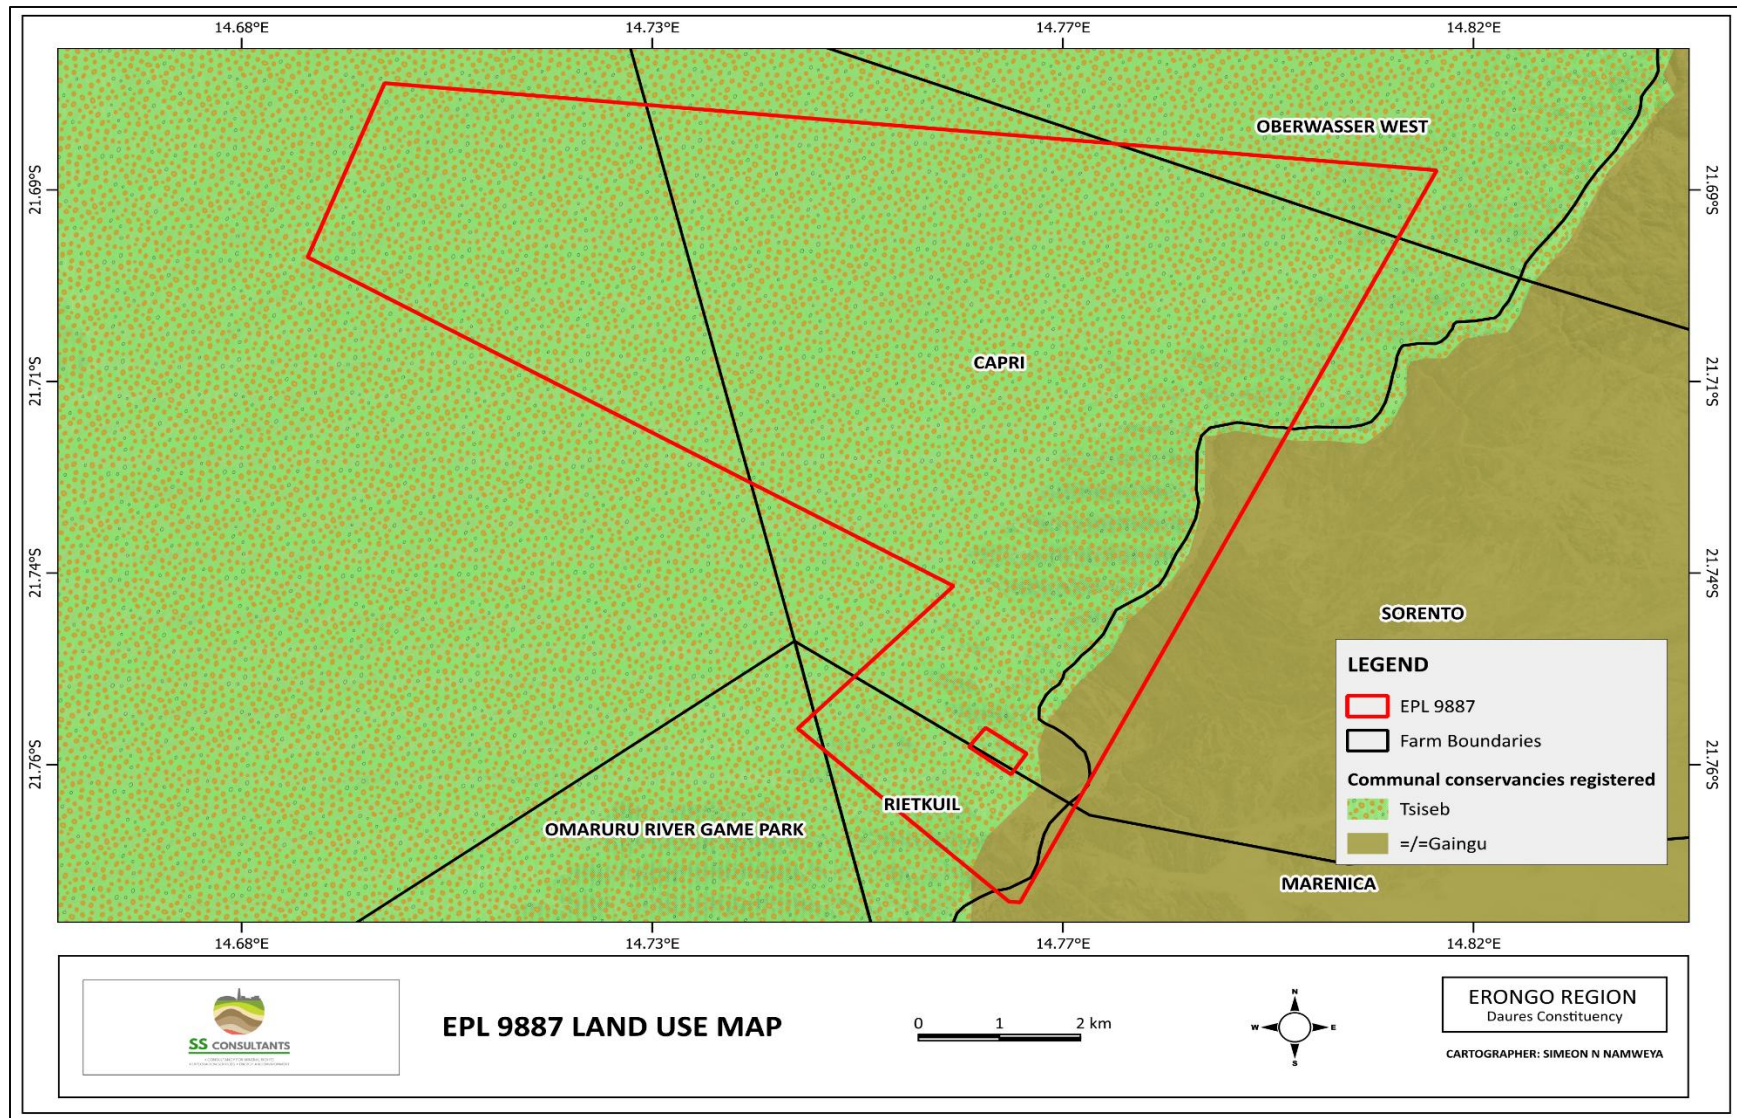 14.68°E
14.73°E
14.77°E
14.82°E
OBERWASSER WEST
21.69°S
21.69°S
CAPRI
21.71°S
21.71°S
21.74°S
21.74°S
SORENTO
LEGEND
EPL 9887
Farm Boundaries
Communal conservancies registered
Tsiseb
=/=Gaingu
21.76°S
21.76°S
RIETKUIL
OMARURU RIVER GAME PARK
MARENICA
14.68°E
14.73°E
14.77°E
14.82°E
SS CONSULTANTS
EPL 9887 LAND USE MAP
0 1 2 km
N
W E
S
ERONGO REGION
Daures Constituency
CARTOGRAPHER: SIMEON N NAMWEYA